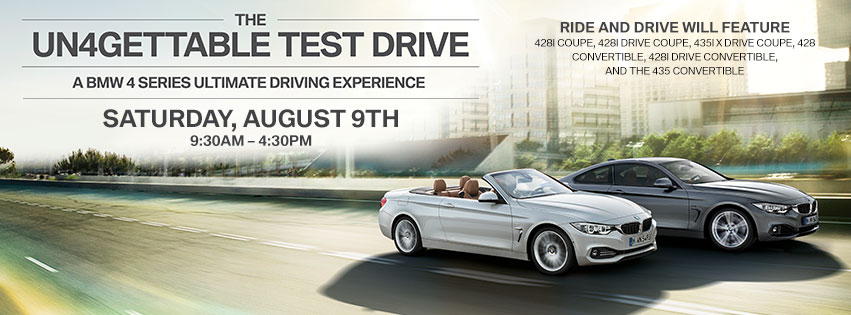 THE
UN4GETTABLE TEST DRIVE
A BMW 4 SERIES ULTIMATE DRIVING EXPERIENCE
SATURDAY, AUGUST 9TH
9:30AM – 4:30PM
RIDE AND DRIVE WILL FEATURE
428I COUPE, 428I DRIVE COUPE, 435I X DRIVE COUPE, 428
CONVERTIBLE, 428I DRIVE CONVERTIBLE,
AND THE 435 CONVERTIBLE